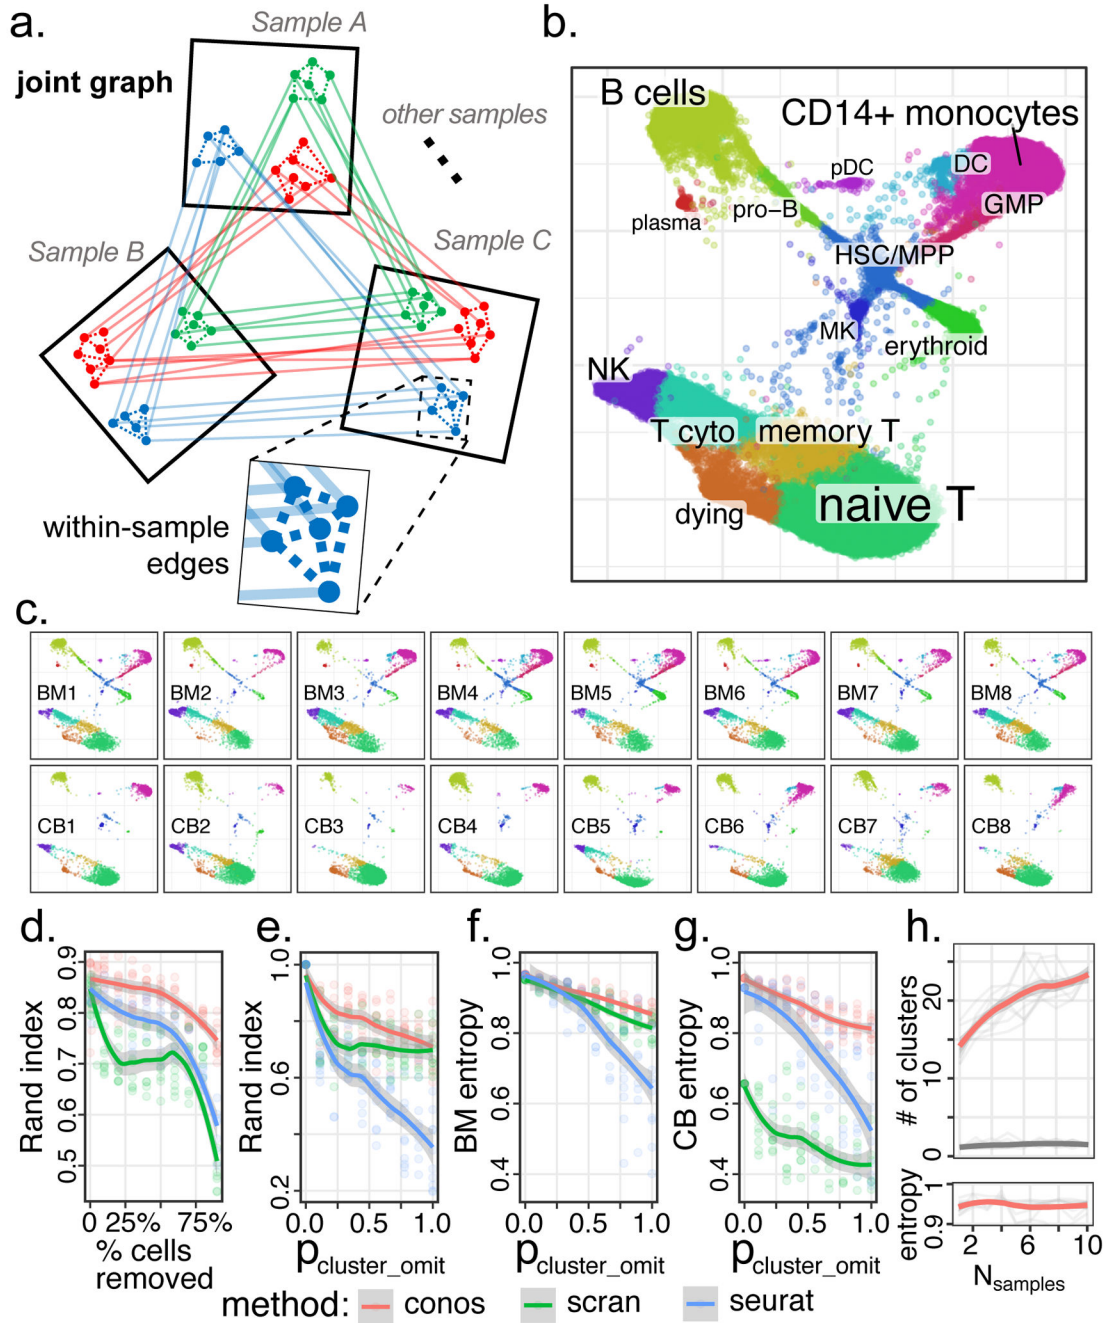 a.
Sample A
joint graph
other samples
Sample B
Sample C
within-sample
edges
b.
B cells
CD14+ monocytes
pDC
DC
plasma
pro–B
GMP
HSC/MPP
MK
erythroid
NK
T cyto
memory T
dying
naive T
c.
BM1
BM2
BM3
BM4
BM5
BM6
BM7
BM8
CB1
CB2
CB3
CB4
CB5
CB6
CB7
CB8
d.
Rand index
0.9
0.8
0.7
0.6
0.5
0 25% 75%
% cells
removed
e.
Rand index
1.0
0.6
0.2
0.0 0.5 1.0
pcluster_omit
f.
BM entropy
1.0
0.8
0.6
0.4
0.0 0.5 1.0
pcluster_omit
g.
CB entropy
1.0
0.8
0.6
0.4
0.0 0.5 1.0
pcluster_omit
h.
# of clusters
20
10
0
entropy
1
0.9
2 6 10
Nsamples
method: conos scran seurat